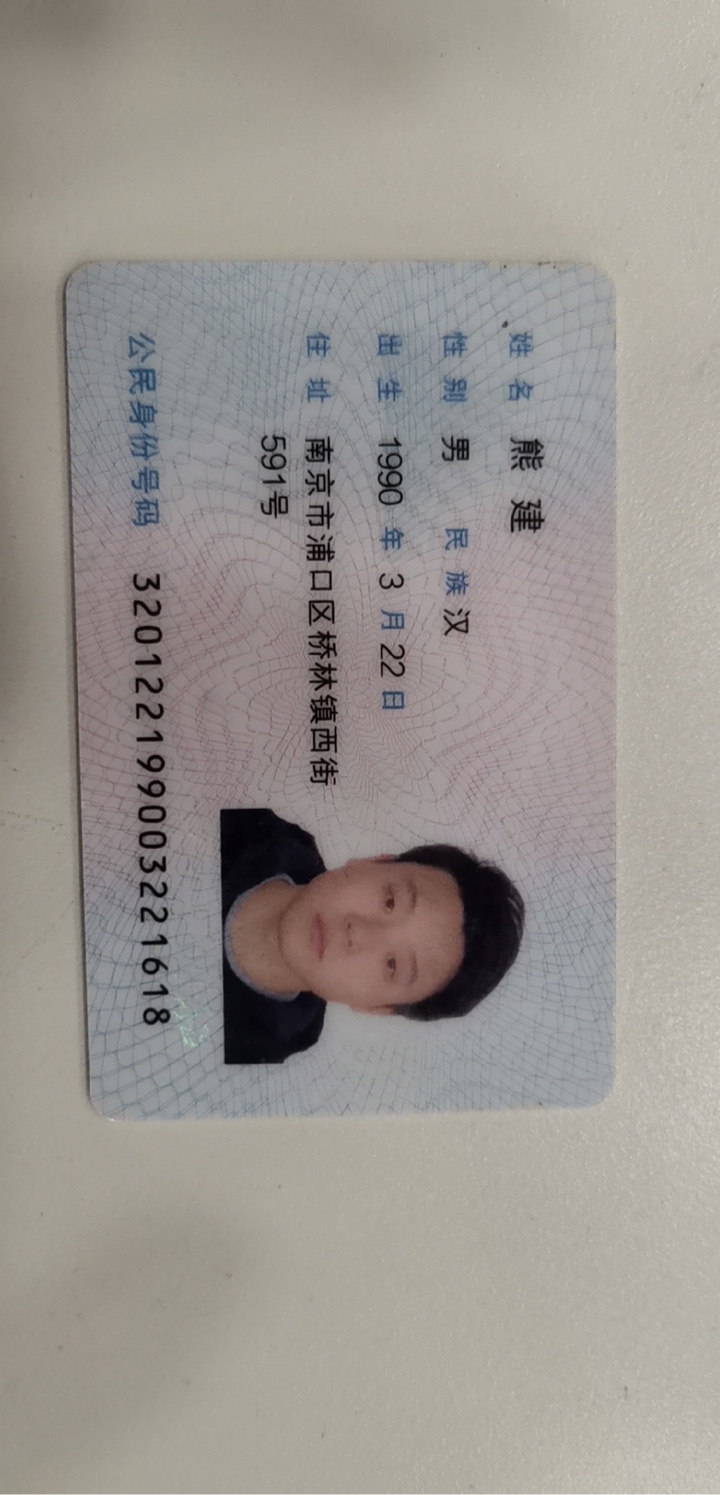 姓名 熊建
性别 男 民族 汉
出生 1990 年 3 月 22 日
住址 南京市浦口区桥林镇西街
591号
公民身份号码 320122199003221618